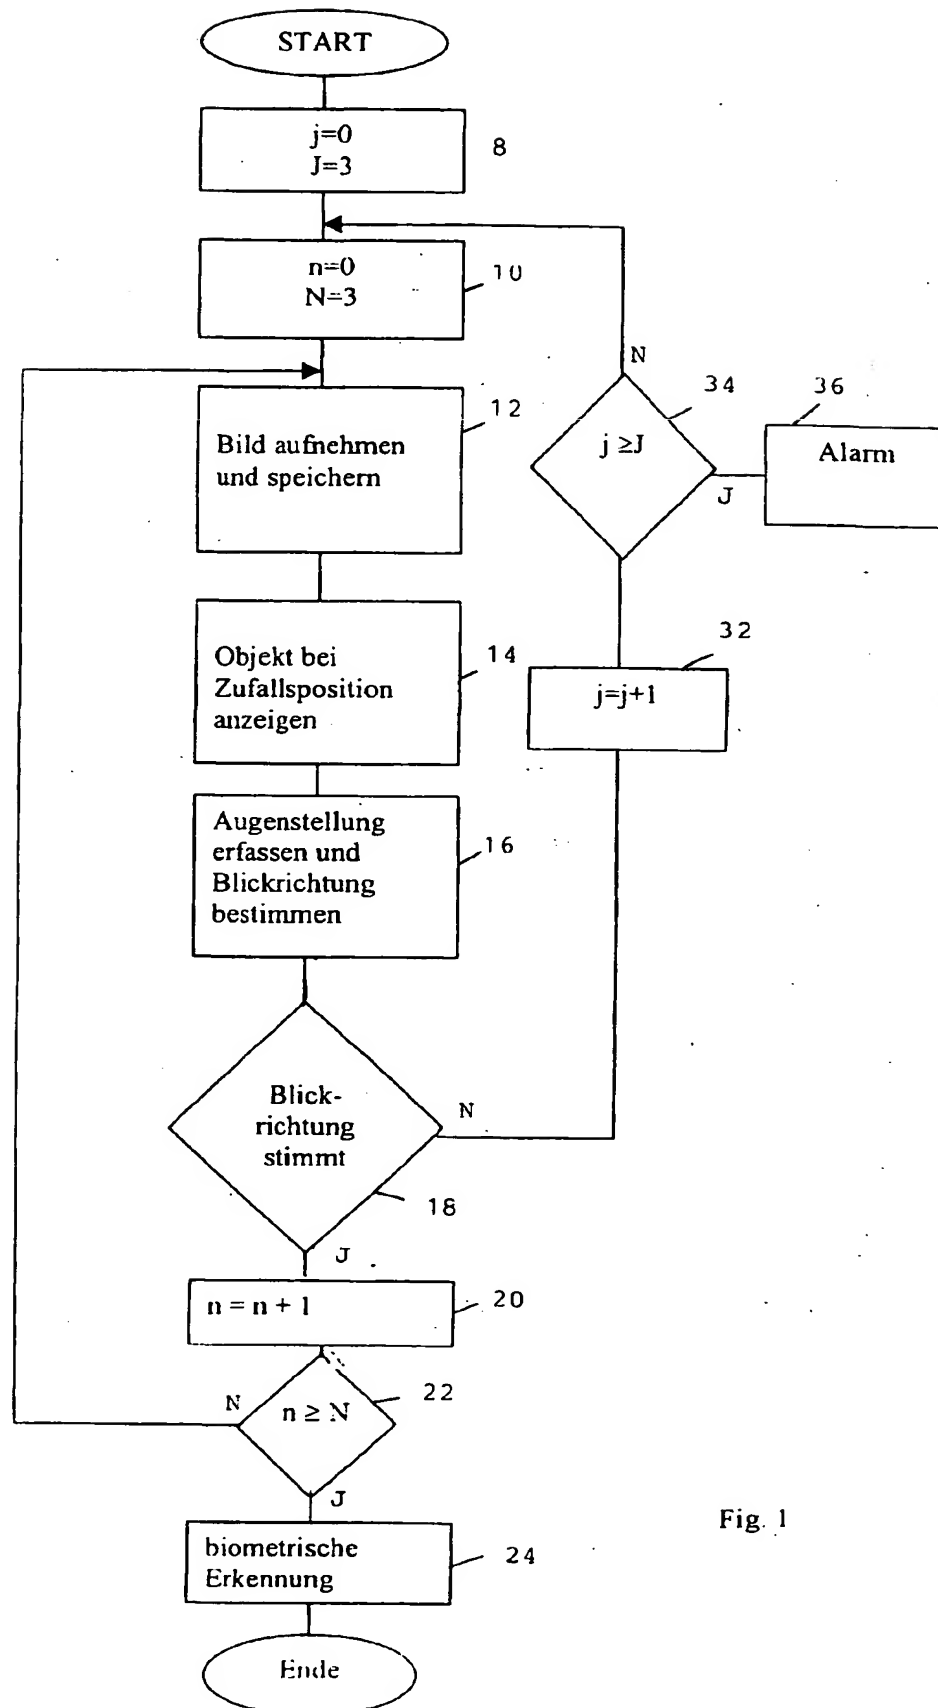 START
j=0
J=3
8
n=0
N=3
10
N
Bild aufnehmen
und speichern
12
34
36
j ≥J
J
Alarm
Objekt bei
Zufallsposition
anzeigen
14
32
j=j+1
Augenstellung
erfassen und
Blickrichtung
bestimmen
16
Blick-
richtung
stimmt
N
18
J
n = n + 1
20
N
n ≥ N
22
J
biometrische
Erkennung
24
Fig. 1
Ende